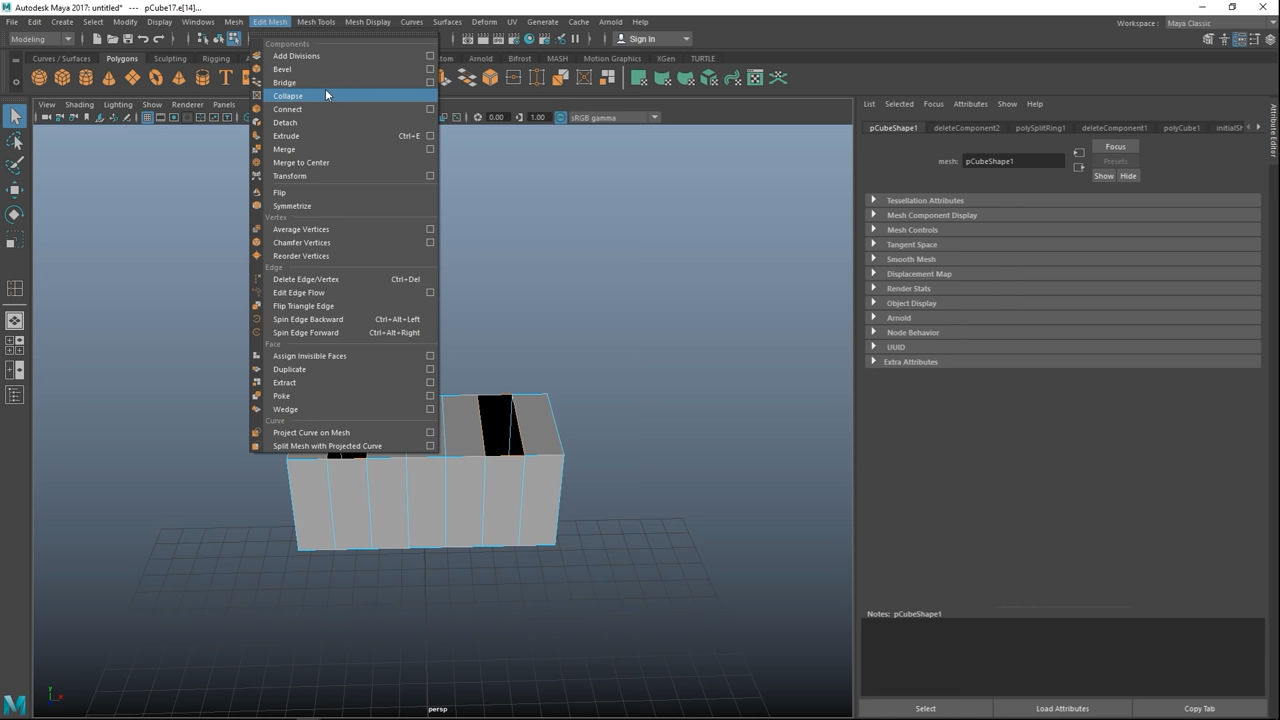 Autodesk Maya 2017: untitled*   ---   pCube17.e[14]...
File Edit Create Select Modify Display Windows Mesh Edit Mesh Mesh Tools Mesh Display Curves Surfaces Deform UV Generate Cache Arnold Help Workspace : Maya Classic
Modeling Sign In
Curves / Surfaces Polygons Sculpting Rigging Arnold Bifrost MASH Motion Graphics XGen TURTLE
View Shading Lighting Show Renderer Panels
0.00 1.00 sRGB gamma
Components
Add Divisions
Bevel
Bridge
Collapse
Connect
Detach
Extrude Ctrl+E
Merge
Merge to Center
Transform
Flip
Symmetrize
Vertex
Average Vertices
Chamfer Vertices
Reorder Vertices
Edge
Delete Edge/Vertex Ctrl+Del
Edit Edge Flow
Flip Triangle Edge
Spin Edge Backward Ctrl+Alt+Left
Spin Edge Forward Ctrl+Alt+Right
Face
Assign Invisible Faces
Duplicate
Extract
Poke
Wedge
Curve
Project Curve on Mesh
Split Mesh with Projected Curve
y
x
persp
List Selected Focus Attributes Show Help
pCubeShape1 deleteComponent2 polySplitRing1 deleteComponent1 polyCube1 initialSh
mesh: pCubeShape1
Focus
Presets
Show Hide
Tessellation Attributes
Mesh Component Display
Mesh Controls
Tangent Space
Smooth Mesh
Displacement Map
Render Stats
Object Display
Arnold
Node Behavior
UUID
Extra Attributes
Notes: pCubeShape1
Select Load Attributes Copy Tab
Attribute Editor